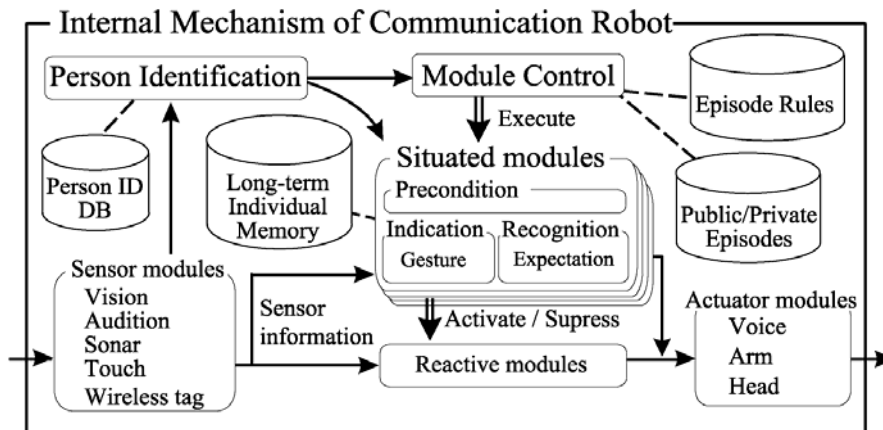 Internal Mechanism of Communication Robot
Person Identification
Module Control
Episode Rules
Execute
Person ID
DB
Long-term
Individual
Memory
Situated modules
Precondition
Indication
Gesture
Recognition
Expectation
Public/Private
Episodes
Sensor modules
Vision
Audition
Sonar
Touch
Wireless tag
Sensor
information
Activate / Supress
Reactive modules
Actuator modules
Voice
Arm
Head